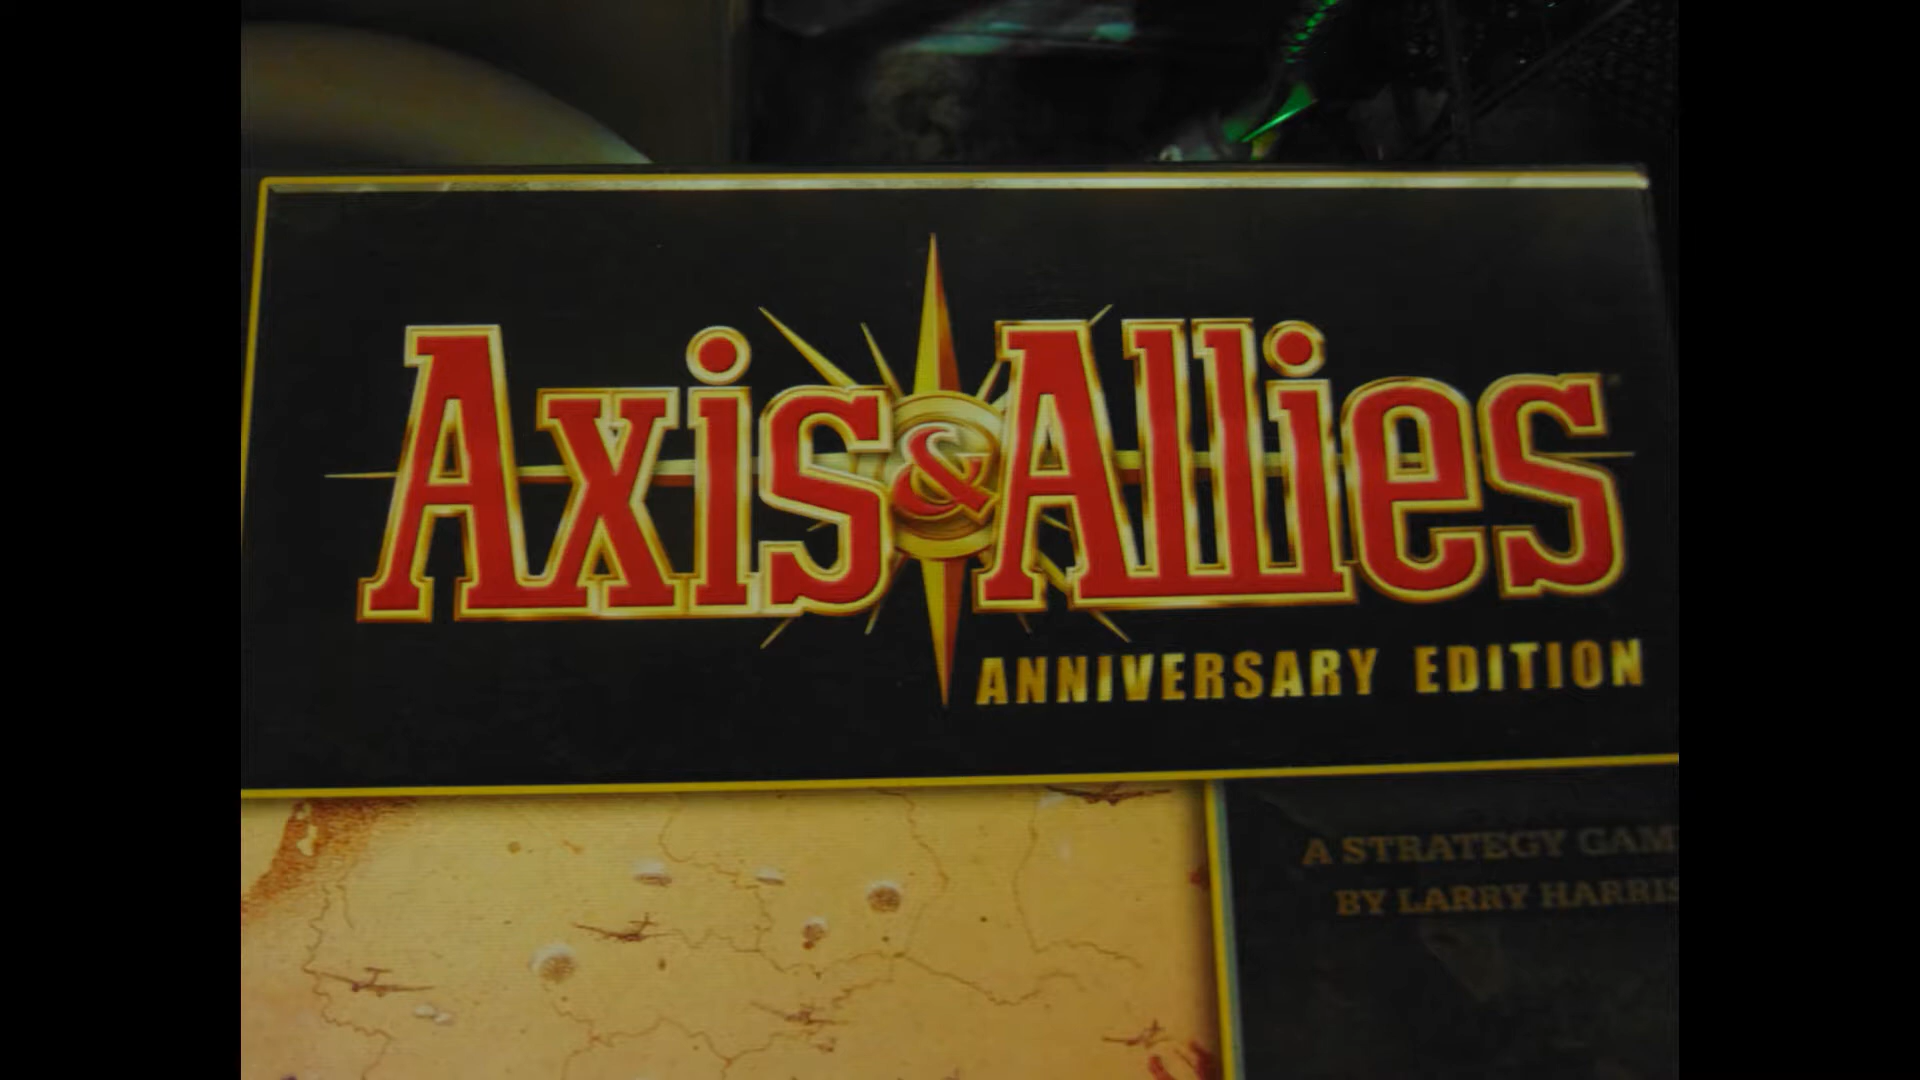 Axis & Allies
ANNIVERSARY EDITION
A STRATEGY GAM
BY LARRY HARRIS